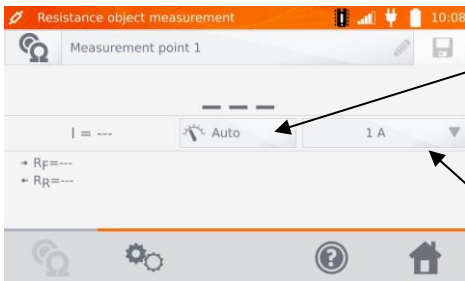 Resistance object measurement 10:08
Measurement point 1
---
I = --- Auto 1 A
→ RF=---
← RR=---
?